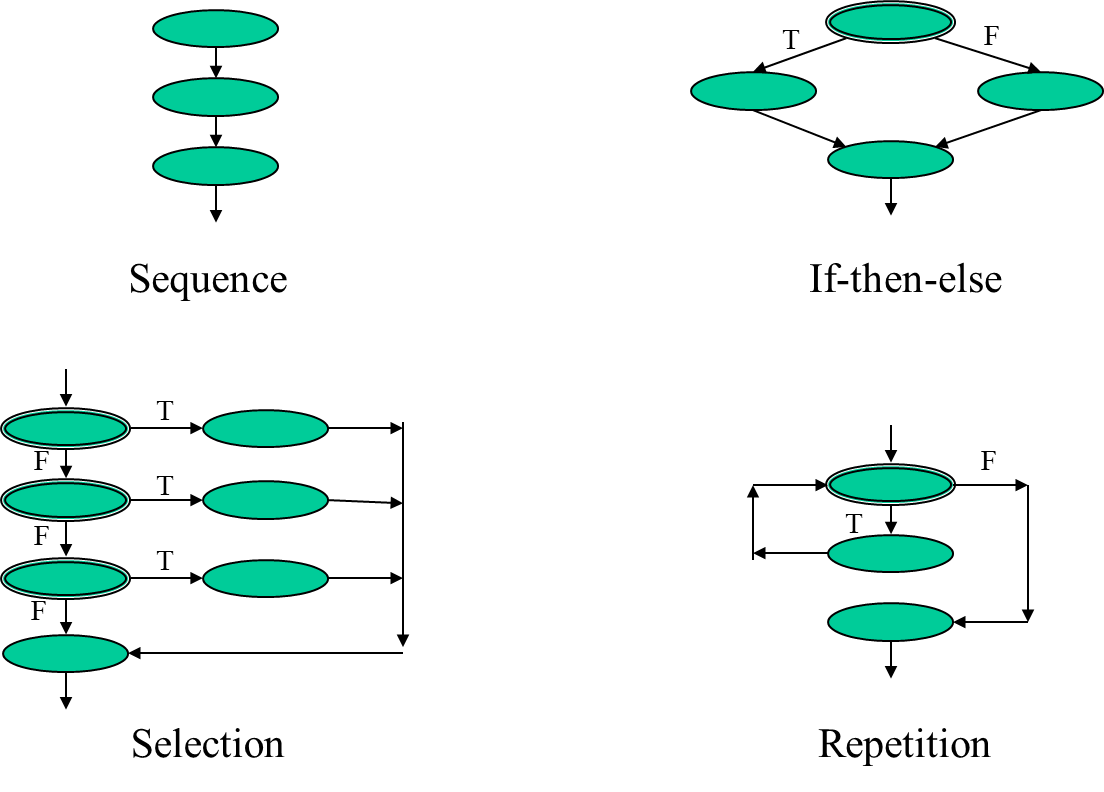 T
F
Sequence
If-then-else
T
F
T
F
T
F
F
T
Selection
Repetition